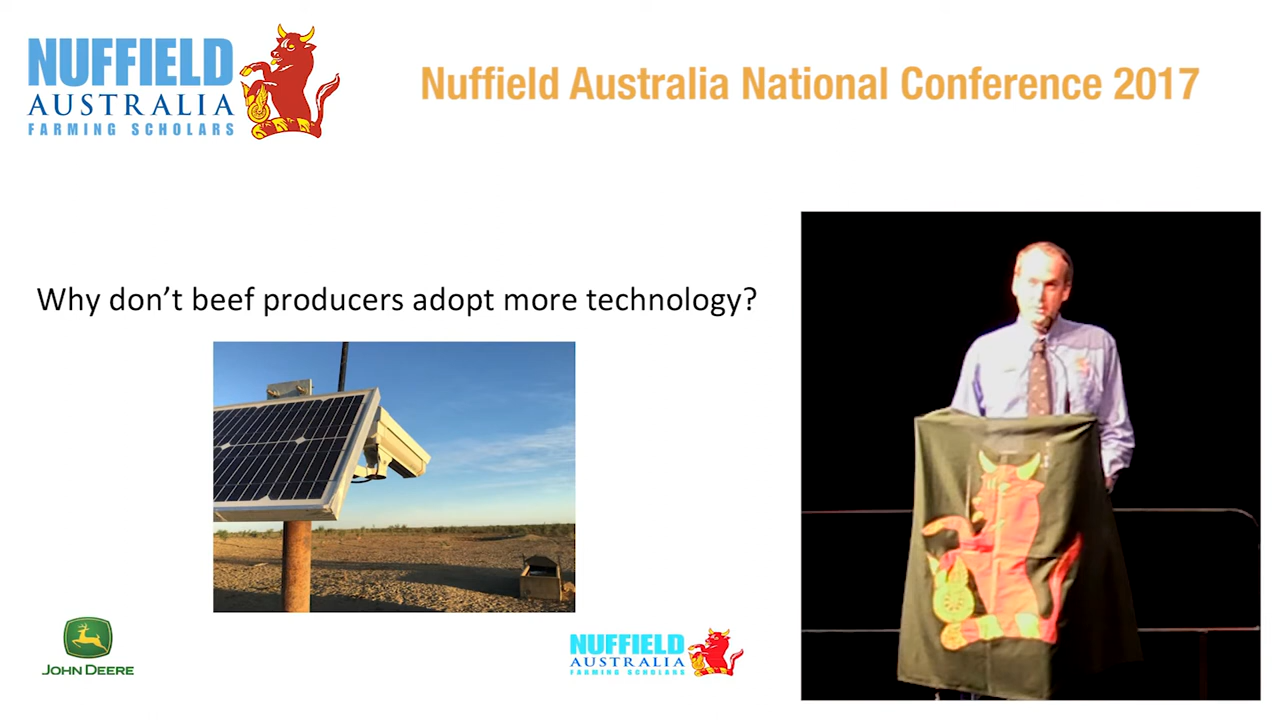 NUFFIELD
AUSTRALIA
FARMING SCHOLARS
Nuffield Australia National Conference 2017
Why don’t beef producers adopt more technology?
JOHN DEERE
NUFFIELD
AUSTRALIA
FARMING SCHOLARS